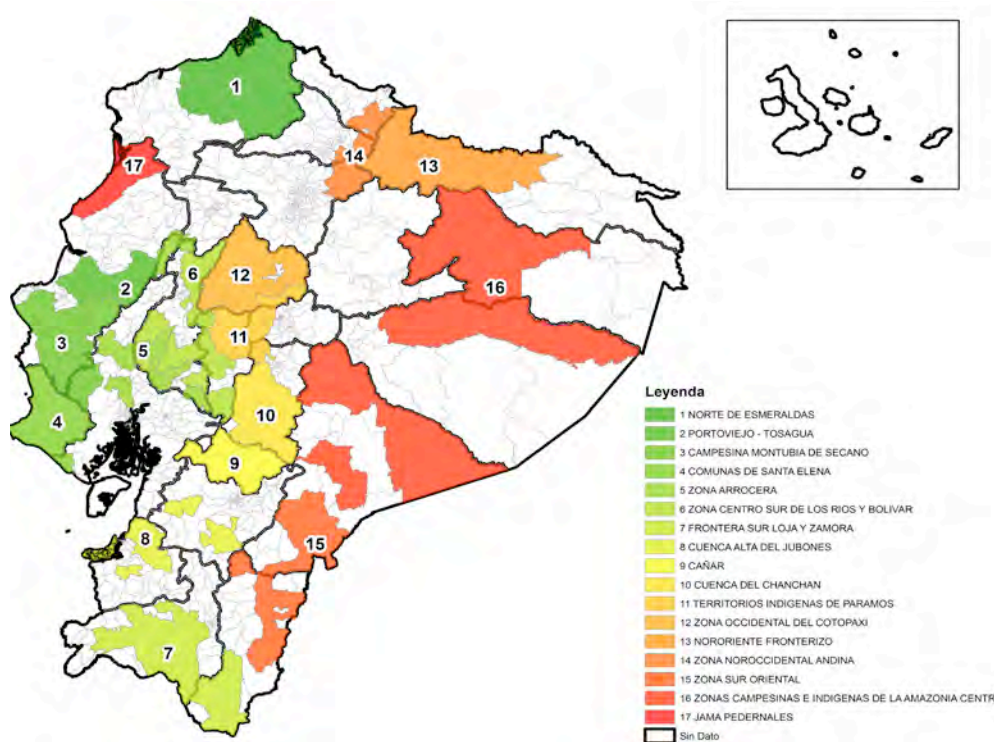 1
17
14
13
6
12
2
16
11
3
5
10
4
9
15
8
7
Leyenda
1 NORTE DE ESMERALDAS
2 PORTOVIEJO - TOSAGUA
3 CAMPESINA MONTUBIA DE SECANO
4 COMUNAS DE SANTA ELENA
5 ZONA ARROCERA
6 ZONA CENTRO SUR DE LOS RIOS Y BOLIVAR
7 FRONTERA SUR LOJA Y ZAMORA
8 CUENCA ALTA DEL JUBONES
9 CAÑAR
10 CUENCA DEL CHANCHAN
11 TERRITORIOS INDIGENAS DE PARAMOS
12 ZONA OCCIDENTAL DEL COTOPAXI
13 NORORIENTE FRONTERIZO
14 ZONA NOROCCIDENTAL ANDINA
15 ZONA SUR ORIENTAL
16 ZONAS CAMPESINAS E INDIGENAS DE LA AMAZONIA CENTR
17 JAMA PEDERNALES
Sin Dato